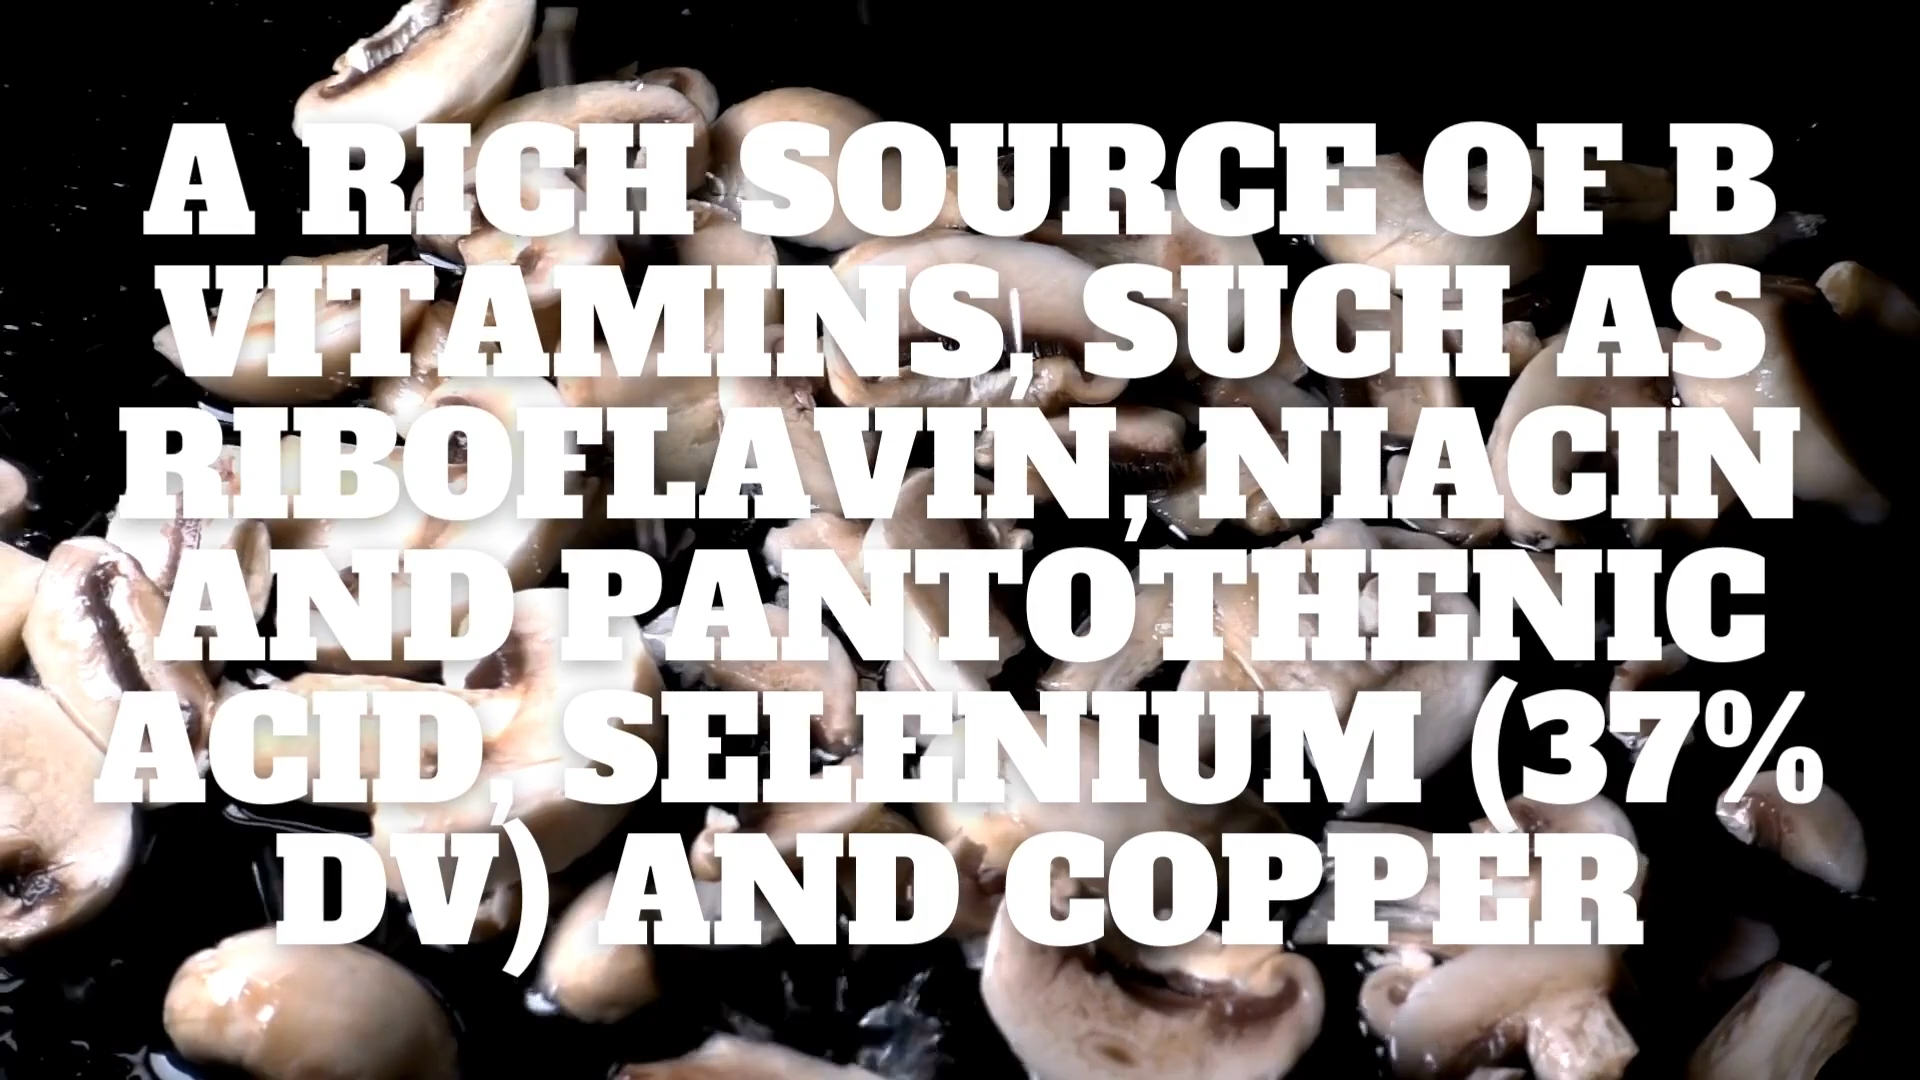 A RICH SOURCE OF B
VITAMINS, SUCH AS
RIBOFLAVIN, NIACIN
AND PANTOTHENIC
ACID, SELENIUM (37%
DV) AND COPPER